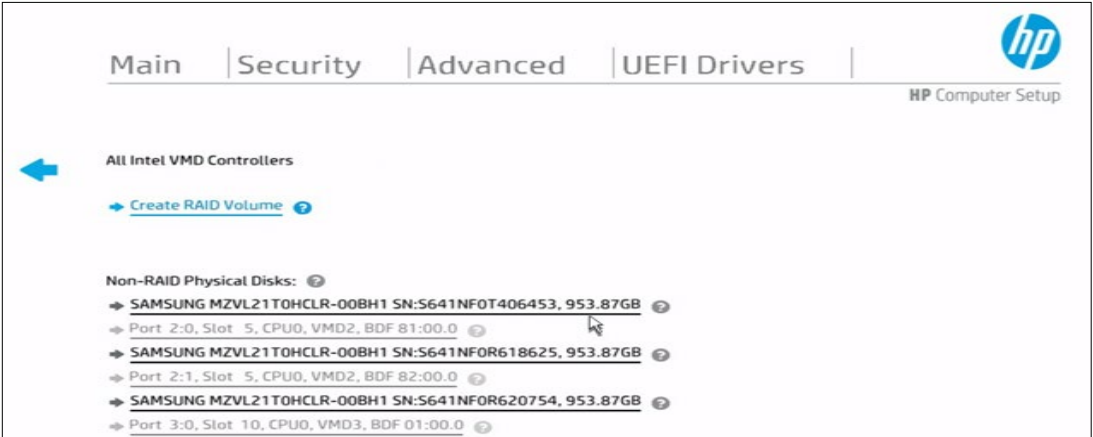 hp
Main Security Advanced UEFI Drivers
HP Computer Setup
All Intel VMD Controllers
Create RAID Volume ?
Non-RAID Physical Disks: ?
SAMSUNG MZVL21T0HCLR-00BH1 SN:S641NF0T406453, 953.87GB ?
Port 2:0, Slot 5, CPU0, VMD2, BDF 81:00.0 ?
SAMSUNG MZVL21T0HCLR-00BH1 SN:S641NF0R618625, 953.87GB ?
Port 2:1, Slot 5, CPU0, VMD2, BDF 82:00.0 ?
SAMSUNG MZVL21T0HCLR-00BH1 SN:S641NF0R620754, 953.87GB ?
Port 3:0, Slot 10, CPU0, VMD3, BDF 01:00.0 ?